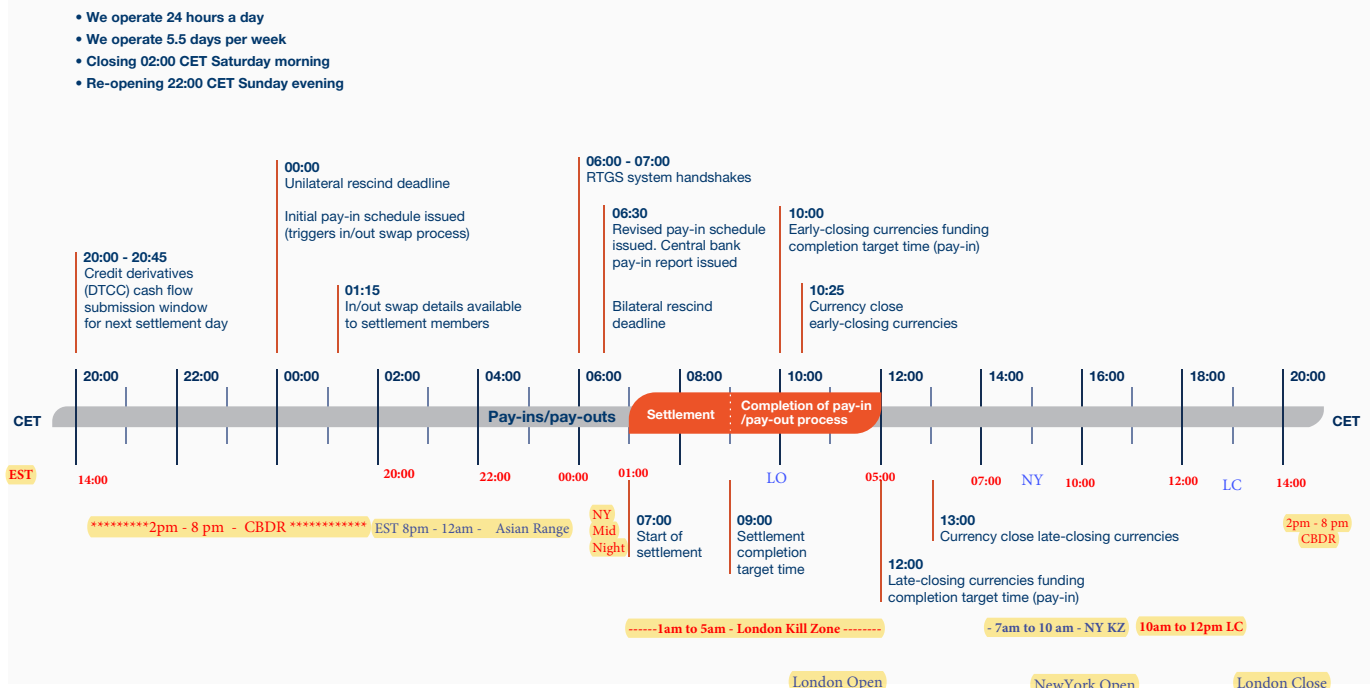 • We operate 24 hours a day
• We operate 5.5 days per week
• Closing 02:00 CET Saturday morning
• Re-opening 22:00 CET Sunday evening
00:00
Unilateral rescind deadline
Initial pay-in schedule issued
(triggers in/out swap process)
06:00 - 07:00
RTGS system handshakes
06:30
Revised pay-in schedule
issued. Central bank
pay-in report issued
Bilateral rescind
deadline
10:00
Early-closing currencies funding
completion target time (pay-in)
20:00 - 20:45
Credit derivatives
(DTCC) cash flow
submission window
for next settlement day
01:15
In/out swap details available
to settlement members
10:25
Currency close
early-closing currencies
20:00 22:00 00:00 02:00 04:00 06:00 08:00 10:00 12:00 14:00 16:00 18:00 20:00
CET Pay-ins/pay-outs Settlement Completion of pay-in
/pay-out process CET
EST 14:00 20:00 22:00 00:00 01:00 LO 05:00 07:00 NY 10:00 12:00 LC 14:00
*********2pm - 8 pm - CBDR ************ EST 8pm - 12am - Asian Range
NY
Mid
Night
07:00
Start of
settlement
09:00
Settlement
completion
target time
13:00
Currency close late-closing currencies
12:00
Late-closing currencies funding
completion target time (pay-in)
2pm - 8 pm
CBDR
------1am to 5am - London Kill Zone -------- - 7am to 10 am - NY KZ 10am to 12pm LC
London Open NewYork Open London Close